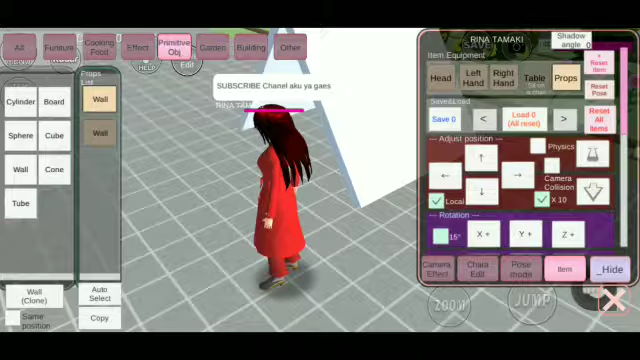 All
Funiture
Cooking
Food
Effect
Primitive
Obj
Garden
Building
Other
HELP
Edit
Props
List
Cylinder
Board
Wall
Sphere
Cube
Wall
Wall
Cone
Tube
Wall
(Clone)
Auto
Select
Same
position
Copy
SUBSCRIBE Chanel aku ya gaes
RINA TAMAKI
Shadow
angle 0
Item Equipment
Head
Left
Hand
Right
Hand
Table
Props
Reset
Item
Reset
Pose
Save&Load
Save 0
<
Load 0
(All reset)
>
Reset
All
Items
Adjust position
↑
←
→
↓
Physics
Camera
Collision
Local
X 10
Rotation
15°
X +
Y +
Z +
Camera
Effect
Chara
Edit
Pose
mode
Item
_Hide
ZOOM
JUMP